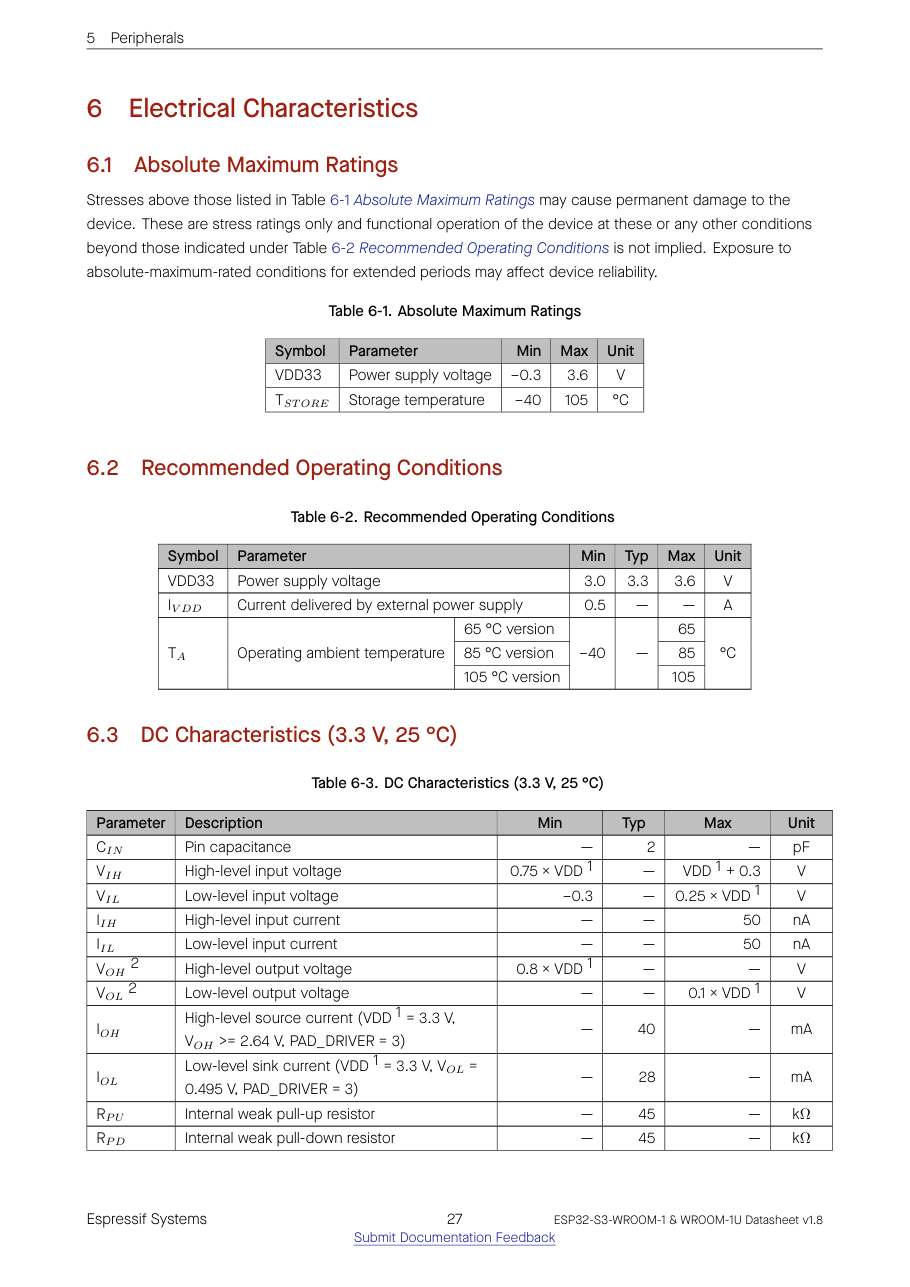 5 Peripherals
6 Electrical Characteristics
6.1 Absolute Maximum Ratings
Stresses above those listed in Table 6-1 Absolute Maximum Ratings may cause permanent damage to the
device. These are stress ratings only and functional operation of the device at these or any other conditions
beyond those indicated under Table 6-2 Recommended Operating Conditions is not implied. Exposure to
absolute-maximum-rated conditions for extended periods may affect device reliability.
Table 6-1. Absolute Maximum Ratings
Symbol Parameter Min Max Unit
VDD33 Power supply voltage –0.3 3.6 V
TSTORE Storage temperature –40 105 °C
6.2 Recommended Operating Conditions
Table 6-2. Recommended Operating Conditions
Symbol Parameter Min Typ Max Unit
VDD33 Power supply voltage 3.0 3.3 3.6 V
IVDD Current delivered by external power supply 0.5 — — A
65 °C version 65
TA Operating ambient temperature 85 °C version –40 — 85 °C
105 °C version 105
6.3 DC Characteristics (3.3 V, 25 °C)
Table 6-3. DC Characteristics (3.3 V, 25 °C)
Parameter Description Min Typ Max Unit
CIN Pin capacitance — 2 — pF
VIH High-level input voltage 0.75 × VDD 1 — VDD 1 + 0.3 V
VIL Low-level input voltage –0.3 — 0.25 × VDD 1 V
IIH High-level input current — — 50 nA
IIL Low-level input current — — 50 nA
VOH 2 High-level output voltage 0.8 × VDD 1 — — V
VOL 2 Low-level output voltage — — 0.1 × VDD 1 V
High-level source current (VDD 1 = 3.3 V,
IOH — 40 — mA
VOH >= 2.64 V, PAD_DRIVER = 3)
Low-level sink current (VDD 1 = 3.3 V, VOL =
IOL — 28 — mA
0.495 V, PAD_DRIVER = 3)
RPU Internal weak pull-up resistor — 45 — kΩ
RPD Internal weak pull-down resistor — 45 — kΩ
Espressif Systems 27 ESP32-S3-WROOM-1 & WROOM-1U Datasheet v1.8
Submit Documentation Feedback